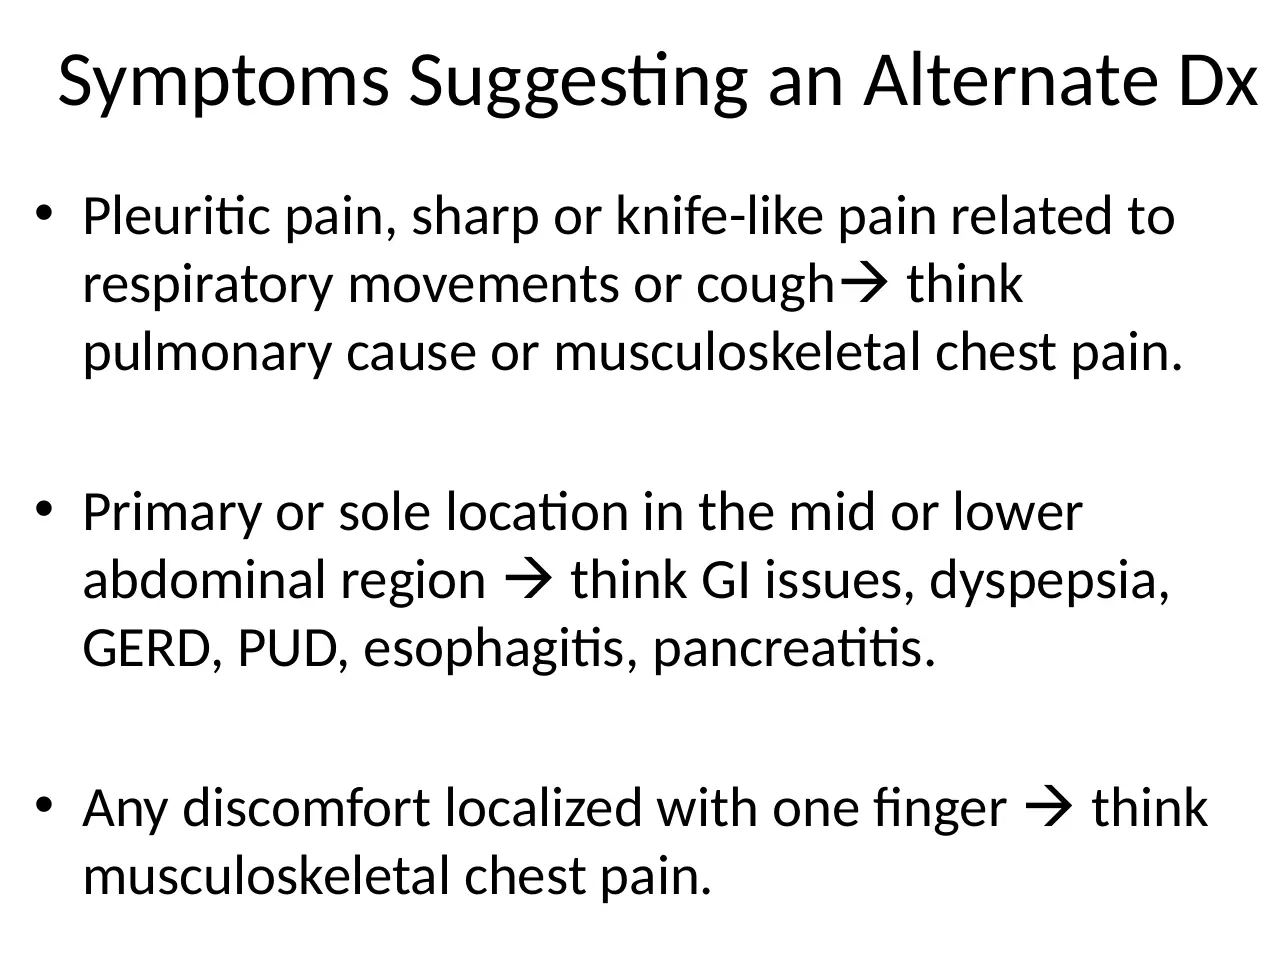 Symptoms Suggesting an Alternate Dx
• Pleuritic pain, sharp or knife-like pain related to
respiratory movements or cough→ think
pulmonary cause or musculoskeletal chest pain.
• Primary or sole location in the mid or lower
abdominal region → think GI issues, dyspepsia,
GERD, PUD, esophagitis, pancreatitis.
• Any discomfort localized with one finger → think
musculoskeletal chest pain.